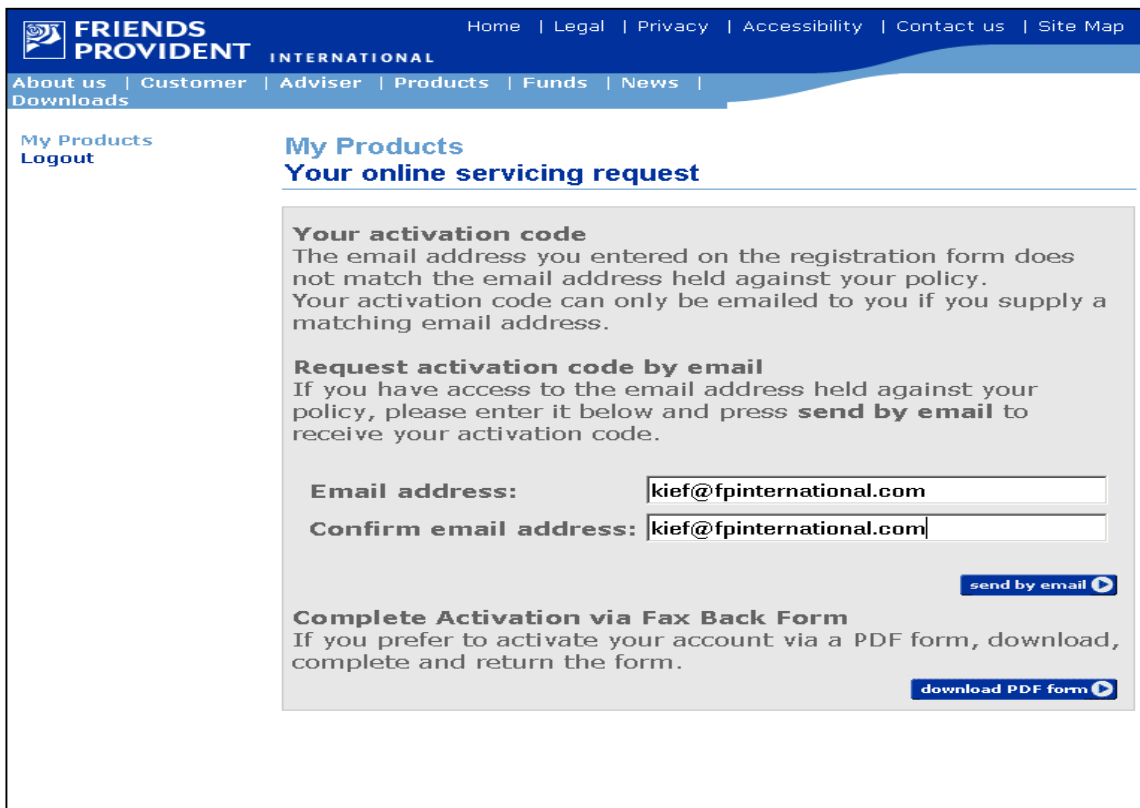 FRIENDS
PROVIDENT INTERNATIONAL
Home | Legal | Privacy | Accessibility | Contact us | Site Map
About us | Customer | Adviser | Products | Funds | News |
Downloads
My Products
Logout
My Products
Your online servicing request
Your activation code
The email address you entered on the registration form does
not match the email address held against your policy.
Your activation code can only be emailed to you if you supply a
matching email address.
Request activation code by email
If you have access to the email address held against your
policy, please enter it below and press send by email to
receive your activation code.
Email address: kief@fpinternational.com
Confirm email address: kief@fpinternational.com
send by email
Complete Activation via Fax Back Form
If you prefer to activate your account via a PDF form, download,
complete and return the form.
download PDF form